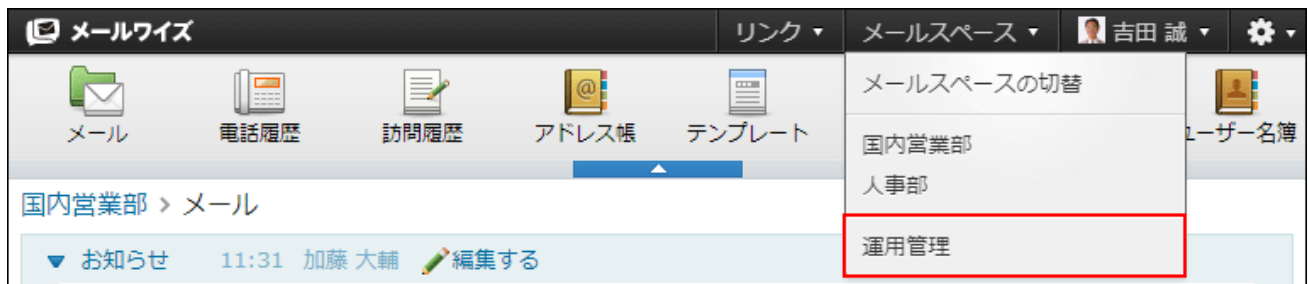 メールワイズ リンク メールスペース 吉田 誠
メール 電話履歴 訪問履歴 アドレス帳 テンプレート ユーザー名簿
メールスペースの切替
国内営業部
人事部
運用管理
国内営業部 > メール
お知らせ 11:31 加藤 大輔 編集する